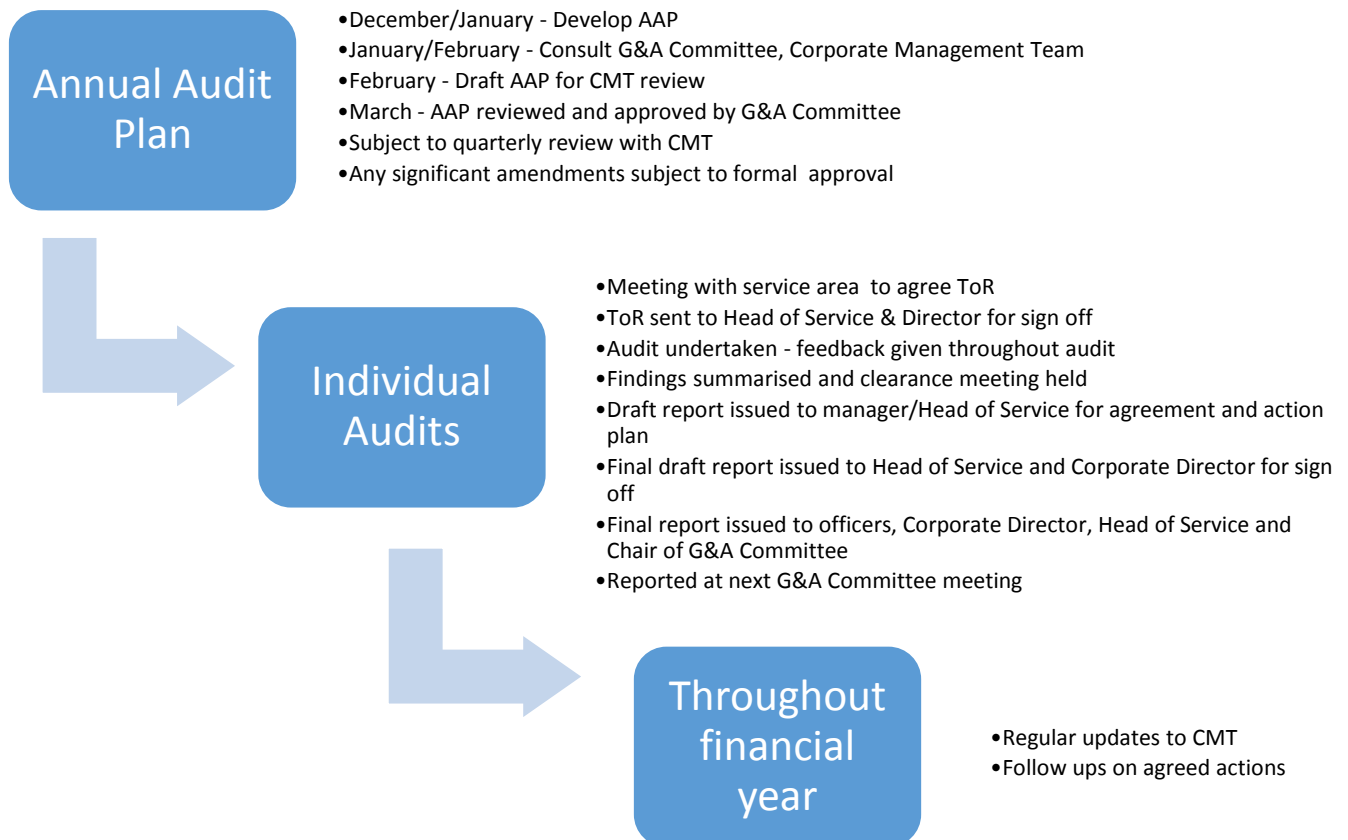 Annual Audit
Plan
•December/January - Develop AAP
•January/February - Consult G&A Committee, Corporate Management Team
•February - Draft AAP for CMT review
•March - AAP reviewed and approved by G&A Committee
•Subject to quarterly review with CMT
•Any significant amendments subject to formal approval
Individual
Audits
•Meeting with service area to agree ToR
•ToR sent to Head of Service & Director for sign off
•Audit undertaken - feedback given throughout audit
•Findings summarised and clearance meeting held
•Draft report issued to manager/Head of Service for agreement and action
plan
•Final draft report issued to Head of Service and Corporate Director for sign
off
•Final report issued to officers, Corporate Director, Head of Service and
Chair of G&A Committee
•Reported at next G&A Committee meeting
Throughout
financial
year
•Regular updates to CMT
•Follow ups on agreed actions